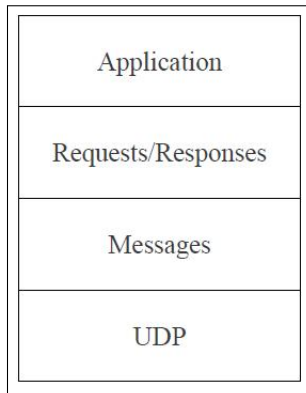 Application
Requests/Responses
Messages
UDP